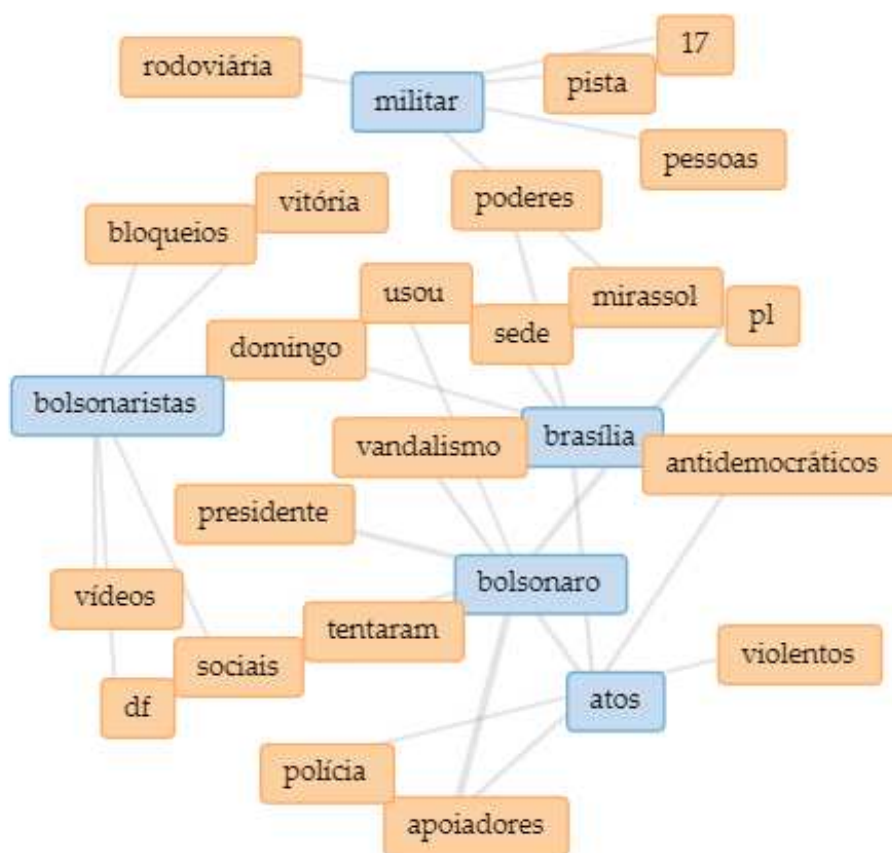 17
rodoviária
pista
militar
pessoas
vitória
poderes
bloqueios
usou
mirassol
pl
sede
domingo
bolsonaristas
vandalismo
brasília
antidemocráticos
presidente
bolsonaro
vídeos
tentaram
sociais
violentos
df
atos
polícia
apoiadores